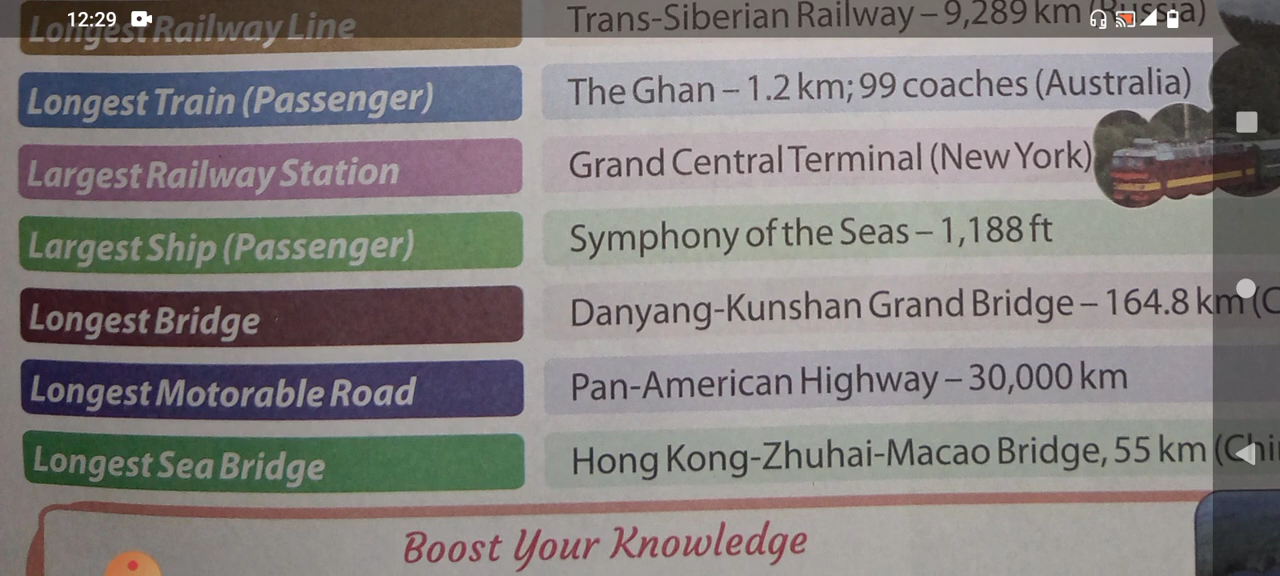 12:29
Longest Railway Line Trans-Siberian Railway – 9,289 km (Russia)
Longest Train (Passenger) The Ghan – 1.2 km; 99 coaches (Australia)
Largest Railway Station Grand Central Terminal (New York)
Largest Ship (Passenger) Symphony of the Seas – 1,188 ft
Longest Bridge Danyang-Kunshan Grand Bridge – 164.8 km (C
Longest Motorable Road Pan-American Highway – 30,000 km
Longest Sea Bridge Hong Kong-Zhuhai-Macao Bridge, 55 km (Chi
Boost Your Knowledge